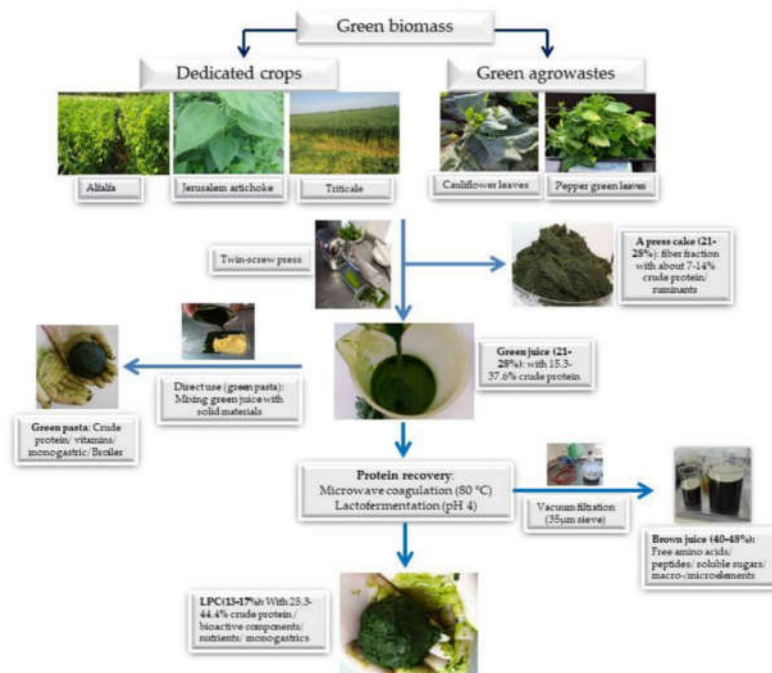 Green biomass
Dedicated crops
Green agrowastes
Alfalfa
Jerusalem artichoke
Triticale
Cauliflower leaves
Pepper green leaves
Twin-screw press
A press cake (21-
28%): fiber fraction
with about 7-14%
crude protein/
ruminants
Green juice (21-
28%): with 15.3-
37.6% crude protein
Direct use (green pasta):
Mixing green juice with
solid materials
Green pasta: Crude
protein/ vitamins/
monogastric/ Broiler
Protein recovery:
Microwave coagulation (80 °C)
Lactofermentation (pH 4)
Vacuum filtration
(35μm sieve)
Brown juice (40-48%):
Free amino acids/
peptides/ soluble sugars/
macro-/microelements
LPC(13-17%): With 25.3-
44.4% crude protein/
bioactive components/
nutrients/ monogastrics